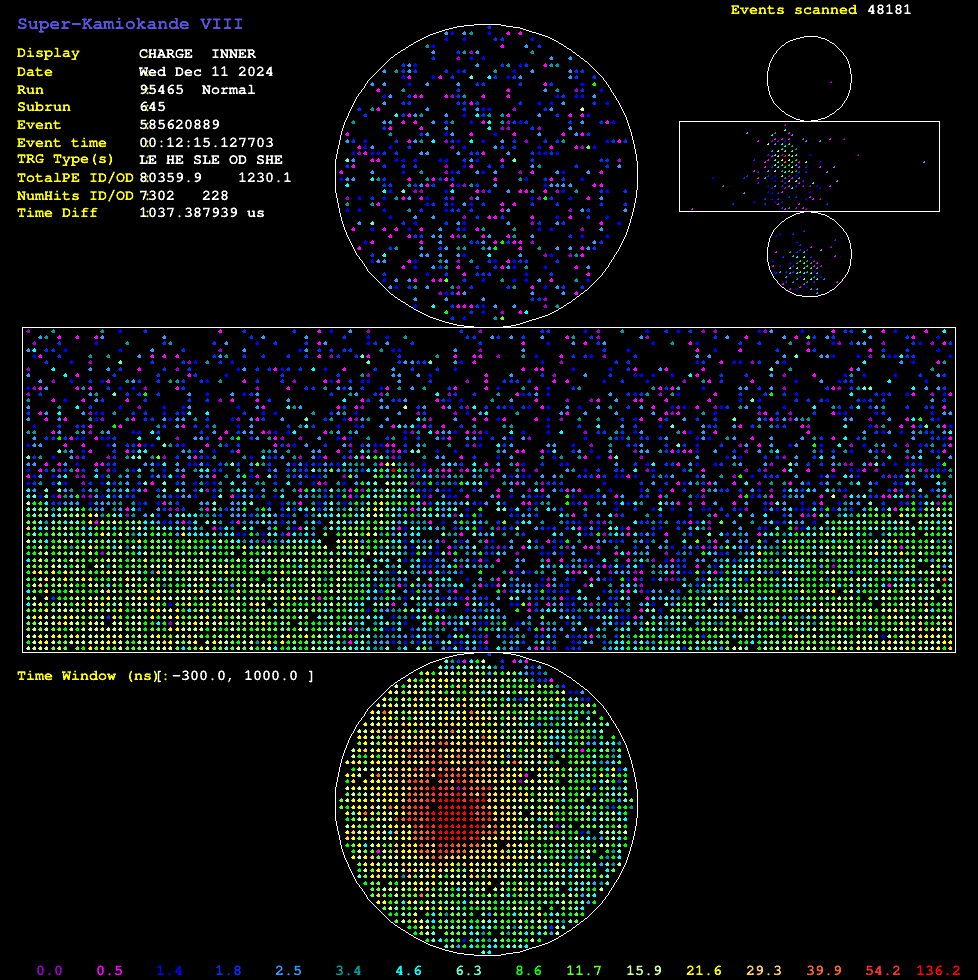 Super-Kamiokande VIII
Events scanned 48181
Display CHARGE INNER
Date Wed Dec 11 2024
Run 95465 Normal
Subrun 645
Event 585620889
Event time 00:12:15.127703
TRG Type(s) LE HE SLE OD SHE
TotalPE ID/OD 80359.9 1230.1
NumHits ID/OD 7302 228
Time Diff 1037.387939 us
Time Window (ns): [ -300.0, 1000.0 ]
0.0 0.5 1.4 1.8 2.5 3.4 4.6 6.3 8.6 11.7 15.9 21.6 29.3 39.9 54.2 136.2